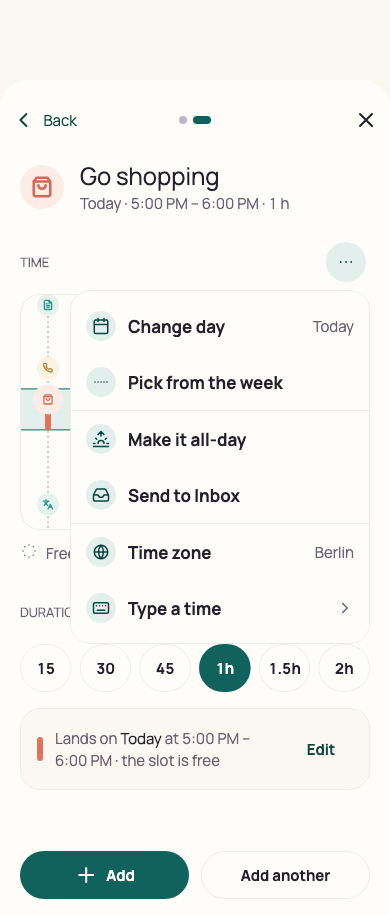 Back
Go shopping
Today · 5:00 PM – 6:00 PM · 1 h
TIME
Change day Today
Pick from the week
Make it all-day
Send to Inbox
Time zone Berlin
Type a time
15 30 45 1h 1.5h 2h
Lands on Today at 5:00 PM –
6:00 PM · the slot is free
Edit
Add Add another